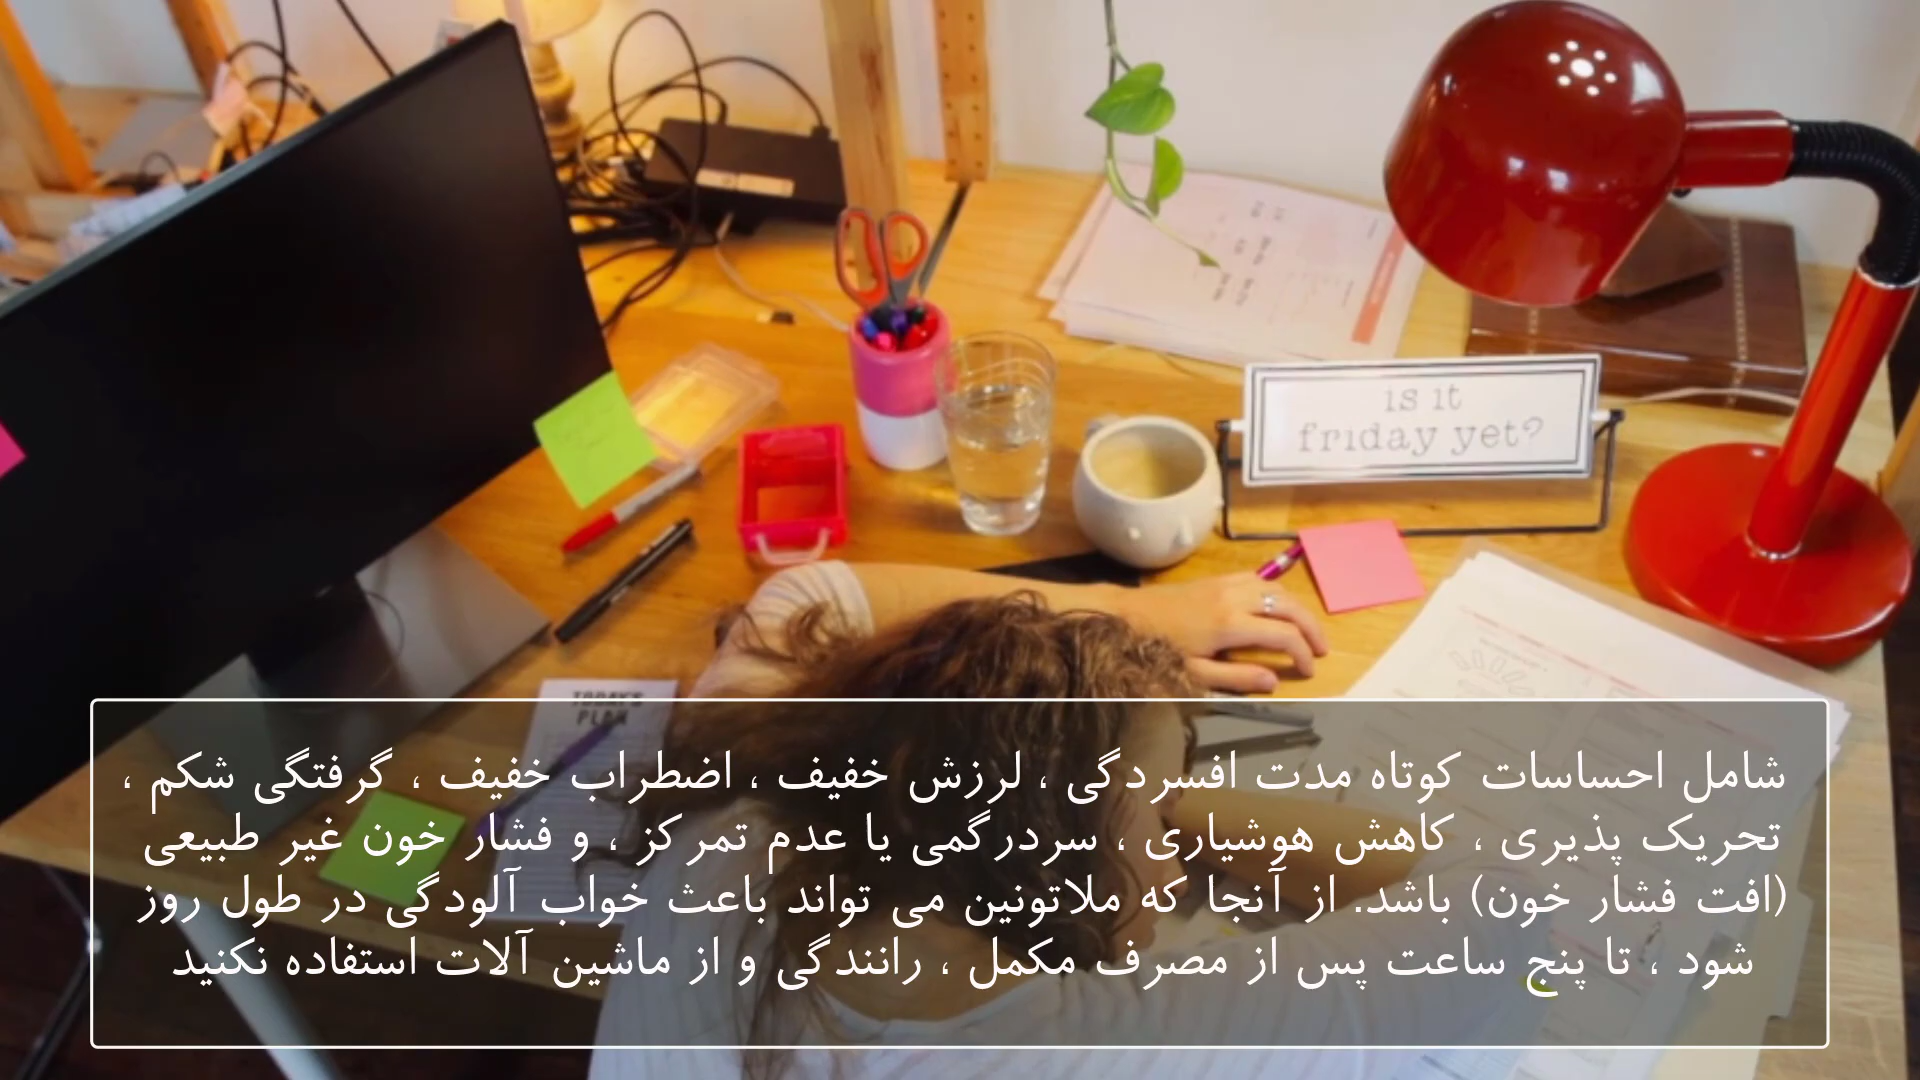 is it
friday yet?
TODAY'S
PLAN
شامل احساسات کوتاه مدت افسردگی ، لرزش خفیف ، اضطراب خفیف ، گرفتگی شکم ،
تحریک پذیری ، کاهش هوشیاری ، سردرگمی یا عدم تمرکز ، و فشار خون غیر طبیعی
(افت فشار خون) باشد. از آنجا که ملاتونین می تواند باعث خواب آلودگی در طول روز
شود ، تا پنج ساعت پس از مصرف مکمل ، رانندگی و از ماشین آلات استفاده نکنید